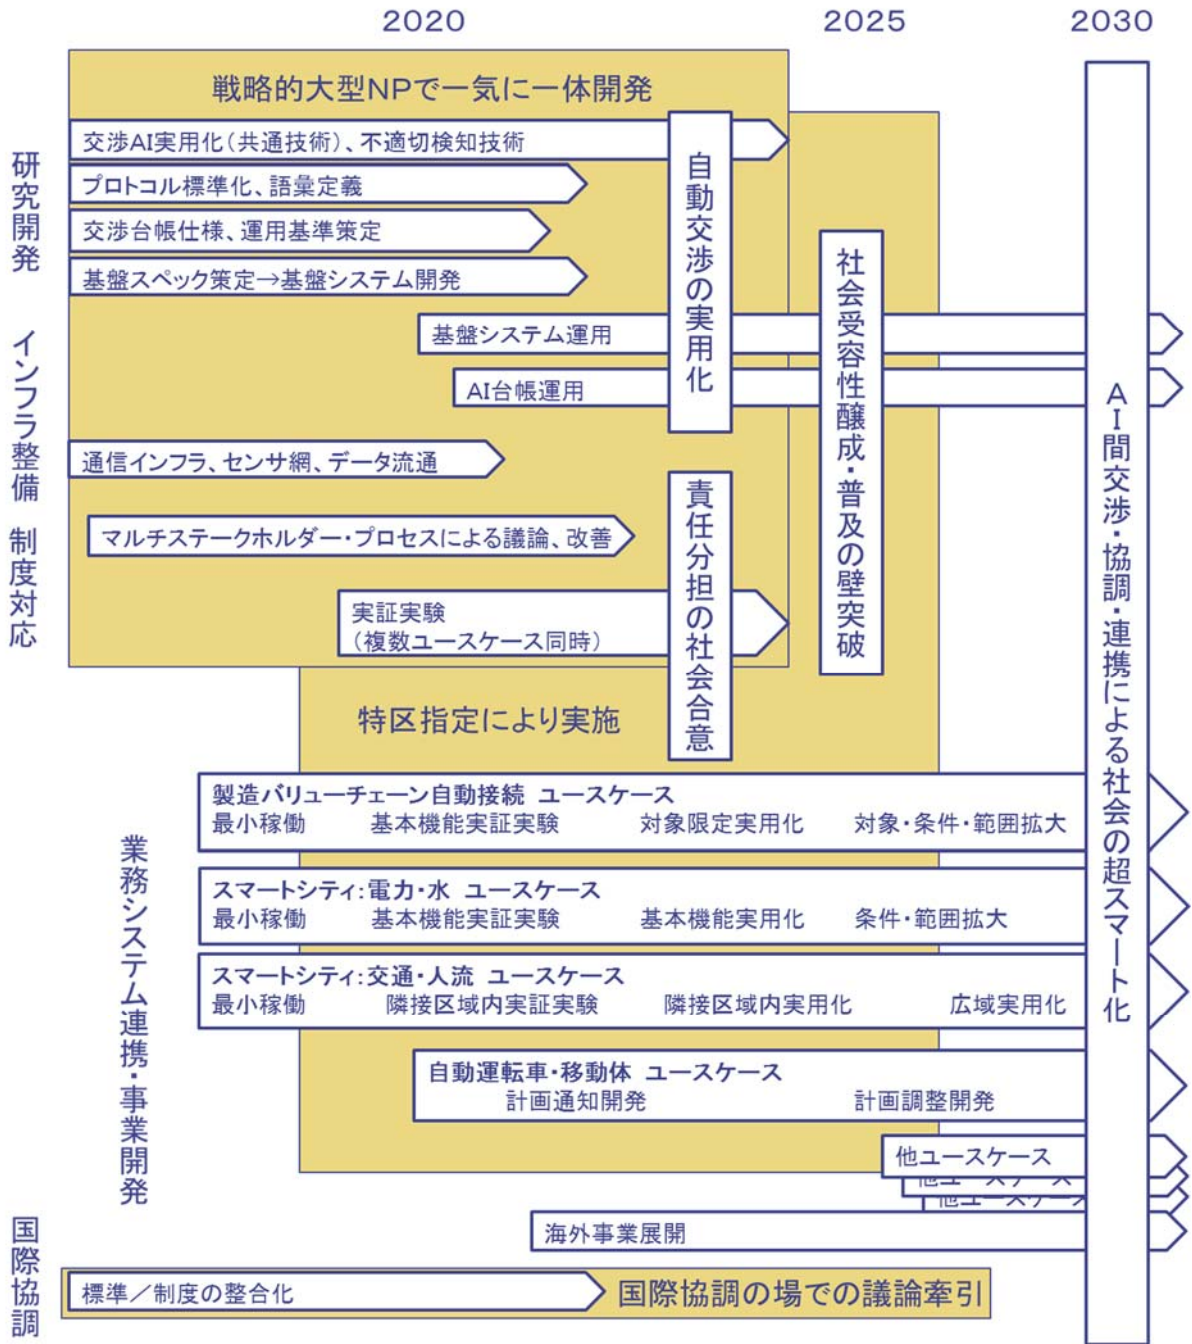 2020
2025
2030
戦略的大型NPで一気に一体開発
研究開発
交渉AI実用化(共通技術)、不適切検知技術
プロトコル標準化、語彙定義
交渉台帳仕様、運用基準策定
基盤スペック策定→基盤システム開発
自動交渉の実用化
社会受容性醸成・普及の壁突破
AI間交渉・協調・連携による社会の超スマート化
インフラ整備
基盤システム運用
AI台帳運用
通信インフラ、センサ網、データ流通
制度対応
マルチステークホルダー・プロセスによる議論、改善
実証実験
(複数ユースケース同時)
責任分担の社会合意
特区指定により実施
業務システム連携・事業開発
製造バリューチェーン自動接続 ユースケース
最小稼働 基本機能実証実験 対象限定実用化 対象・条件・範囲拡大
スマートシティ:電力・水 ユースケース
最小稼働 基本機能実証実験 基本機能実用化 条件・範囲拡大
スマートシティ:交通・人流 ユースケース
最小稼働 隣接区域内実証実験 隣接区域内実用化 広域実用化
自動運転車・移動体 ユースケース
計画通知開発 計画調整開発
他ユースケース
他ユースケース
他ユースケース
国際協調
海外事業展開
標準／制度の整合化
国際協調の場での議論牽引